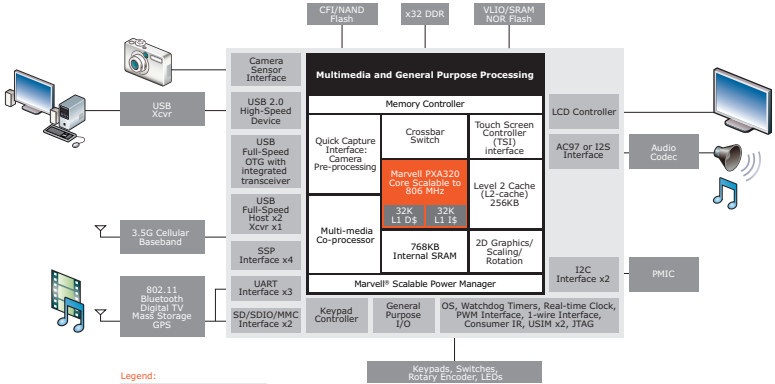 CFI/NAND
Flash
x32 DDR
VLIO/SRAM
NOR Flash
Camera
Sensor
Interface
Multimedia and General Purpose Processing
Memory Controller
USB
Xcvr
USB 2.0
High-Speed
Device
LCD Controller
Quick Capture
Interface:
Camera
Pre-processing
Crossbar
Switch
Touch Screen
Controller
(TSI)
interface
USB
Full-Speed
OTG with
integrated
transceiver
AC97 or I2S
Interface
Audio
Codec
Marvell PXA320
Core Scalable to
806 MHz
32K
L1 D$
32K
L1 I$
Level 2 Cache
(L2-cache)
256KB
USB
Full-Speed
Host x2
Xcvr x1
Multi-media
Co-processor
3.5G Cellular
Baseband
SSP
Interface x4
768KB
Internal SRAM
2D Graphics/
Scaling/
Rotation
I2C
Interface x2
PMIC
802.11
Bluetooth
Digital TV
Mass Storage
GPS
UART
Interface x3
Marvell® Scalable Power Manager
SD/SDIO/MMC
Interface x2
Keypad
Controller
General
Purpose
I/O
OS, Watchdog Timers, Real-time Clock,
PWM Interface, 1-wire Interface,
Consumer IR, USIM x2, JTAG
Keypads, Switches,
Rotary Encoder, LEDs
Legend: